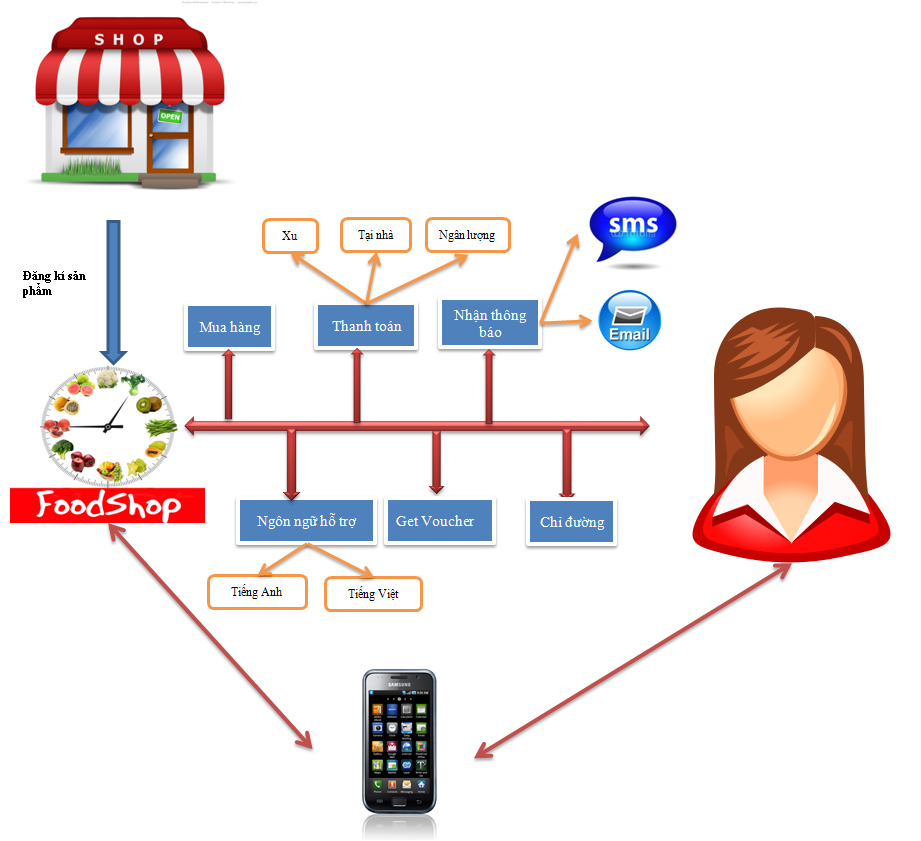 SHOP
OPEN
Đăng kí sản
phẩm
Xu
Tại nhà
Ngân lượng
sms
Mua hàng
Thanh toán
Nhận thông
báo
Email
FoodShop
Ngôn ngữ hỗ trợ
Get Voucher
Chỉ đường
Tiếng Anh
Tiếng Việt
SAMSUNG